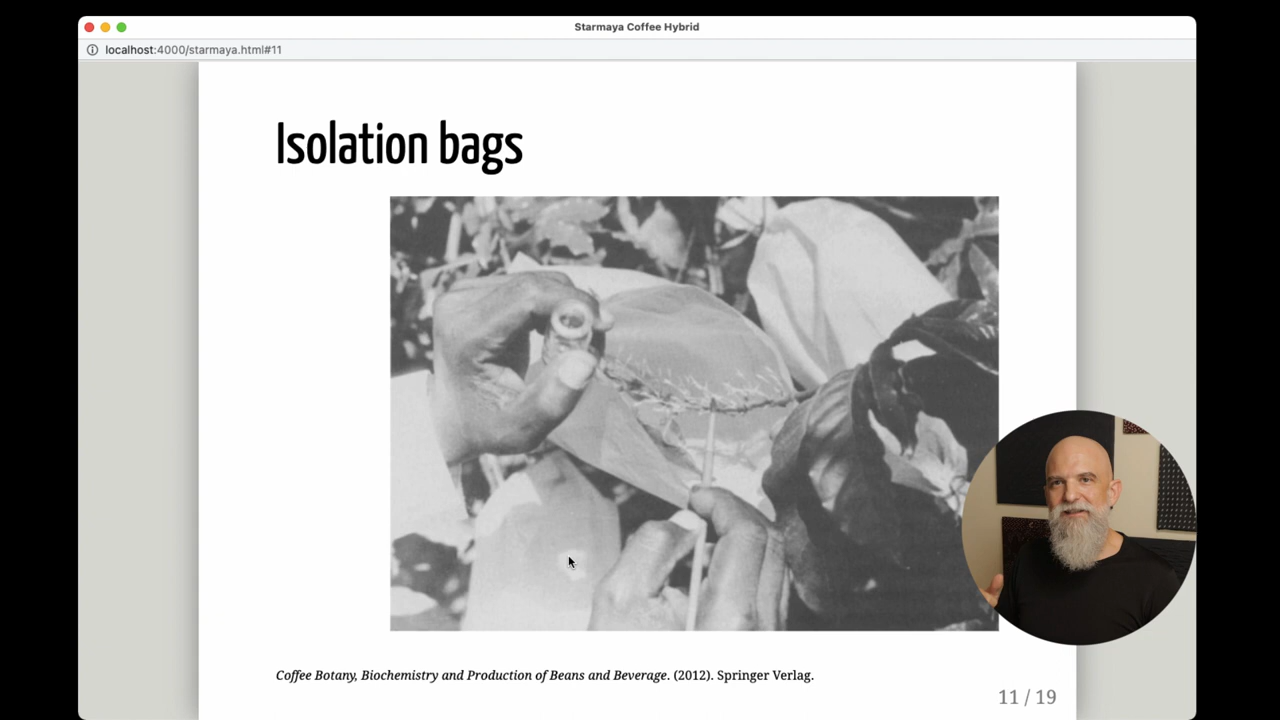 Starmaya Coffee Hybrid
localhost:4000/starmaya.html#11
Isolation bags
Coffee Botany, Biochemistry and Production of Beans and Beverage. (2012). Springer Verlag.
11 / 19